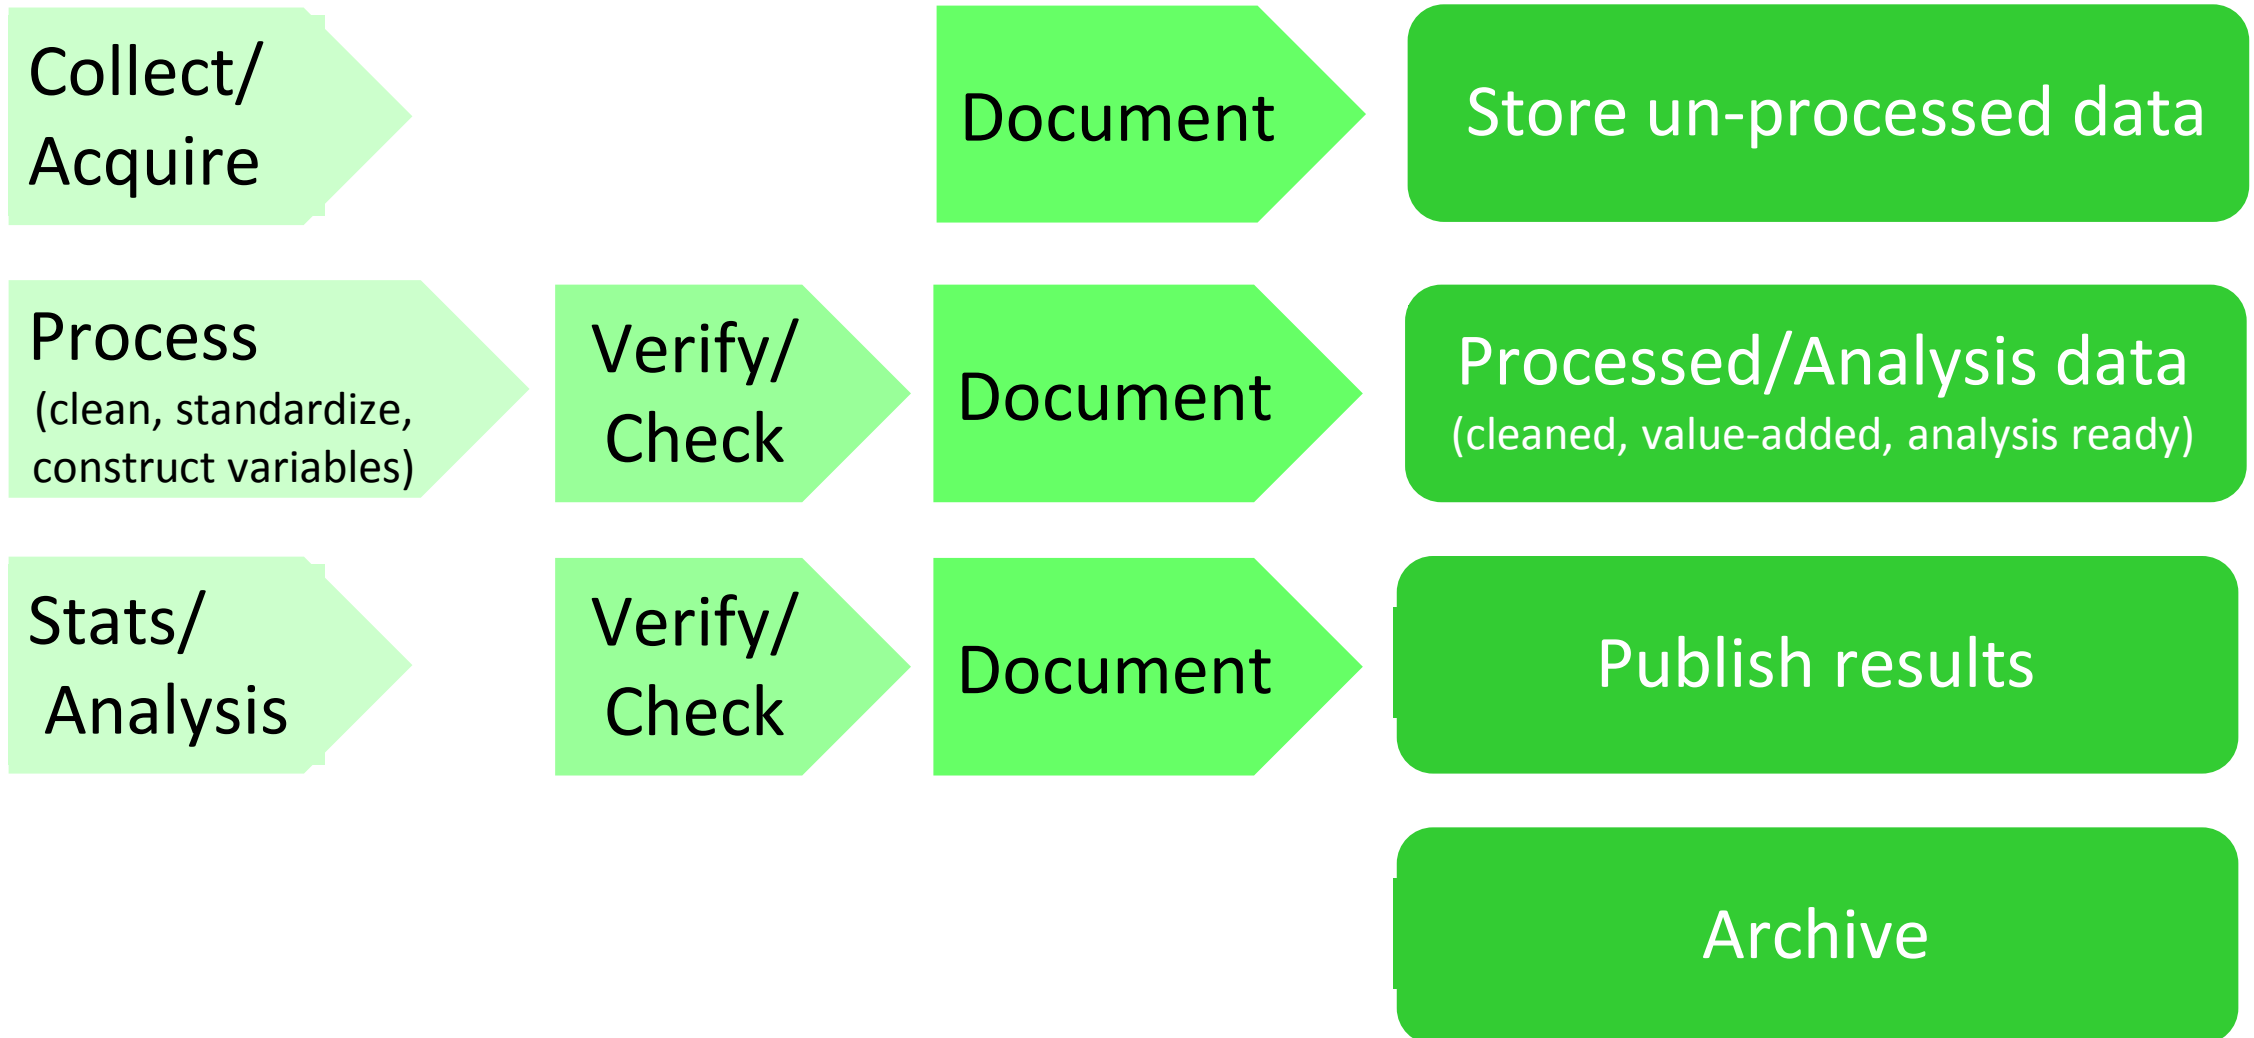 Collect/
Acquire
Document
Store un-processed data
Process
(clean, standardize,
construct variables)
Verify/
Check
Document
Processed/Analysis data
(cleaned, value-added, analysis ready)
Stats/
Analysis
Verify/
Check
Document
Publish results
Archive